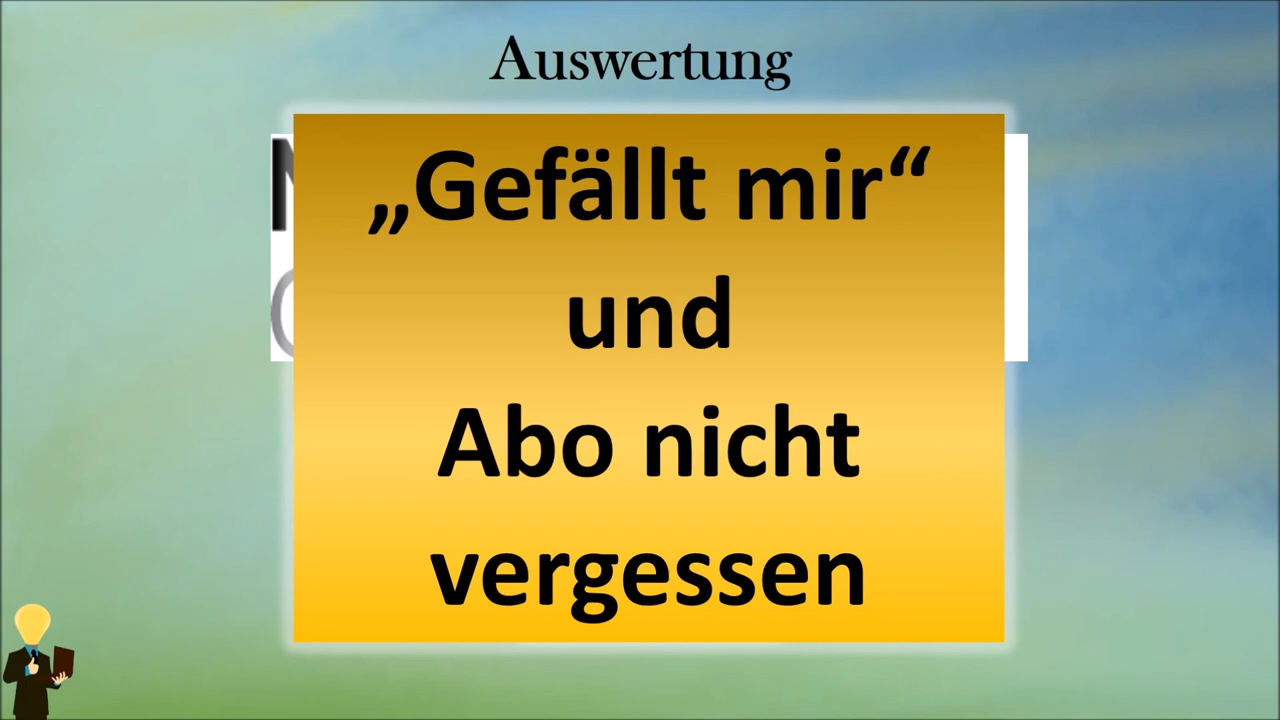 Auswertung
„Gefällt mir“
und
Abo nicht
vergessen